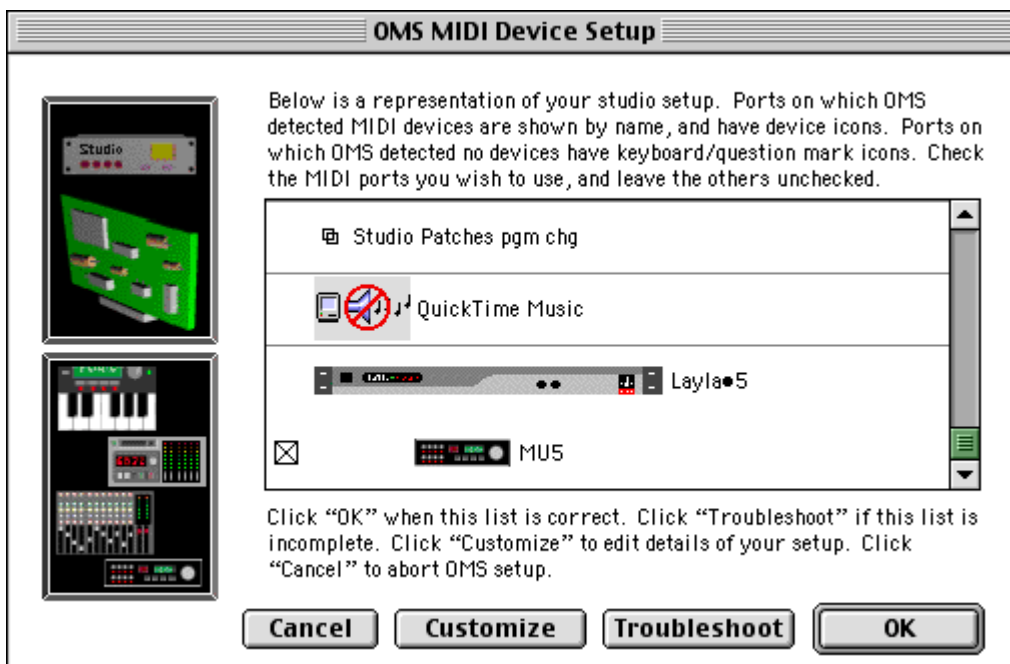 OMS MIDI Device Setup
Below is a representation of your studio setup. Ports on which OMS
detected MIDI devices are shown by name, and have device icons. Ports on
which OMS detected no devices have keyboard/question mark icons. Check
the MIDI ports you wish to use, and leave the others unchecked.
Studio
Studio Patches pgm chg
QuickTime Music
Layla•5
MU5
Click “OK” when this list is correct. Click “Troubleshoot” if this list is
incomplete. Click “Customize” to edit details of your setup. Click
“Cancel” to abort OMS setup.
Cancel
Customize
Troubleshoot
OK